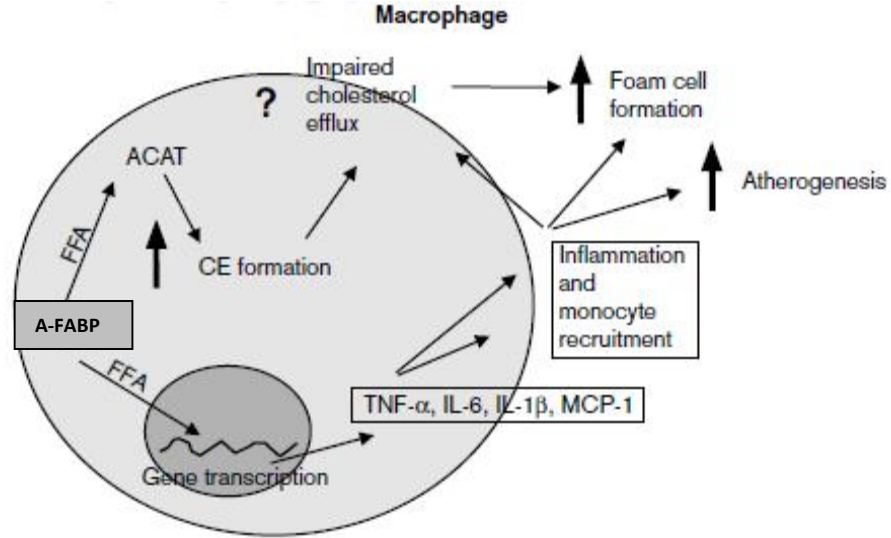 Macrophage
Impaired
cholesterol
efflux
?
Foam cell
formation
ACAT
Atherogenesis
FFA
CE formation
Inflammation
and
monocyte
recruitment
A-FABP
FFA
TNF-α, IL-6, IL-1β, MCP-1
Gene transcription